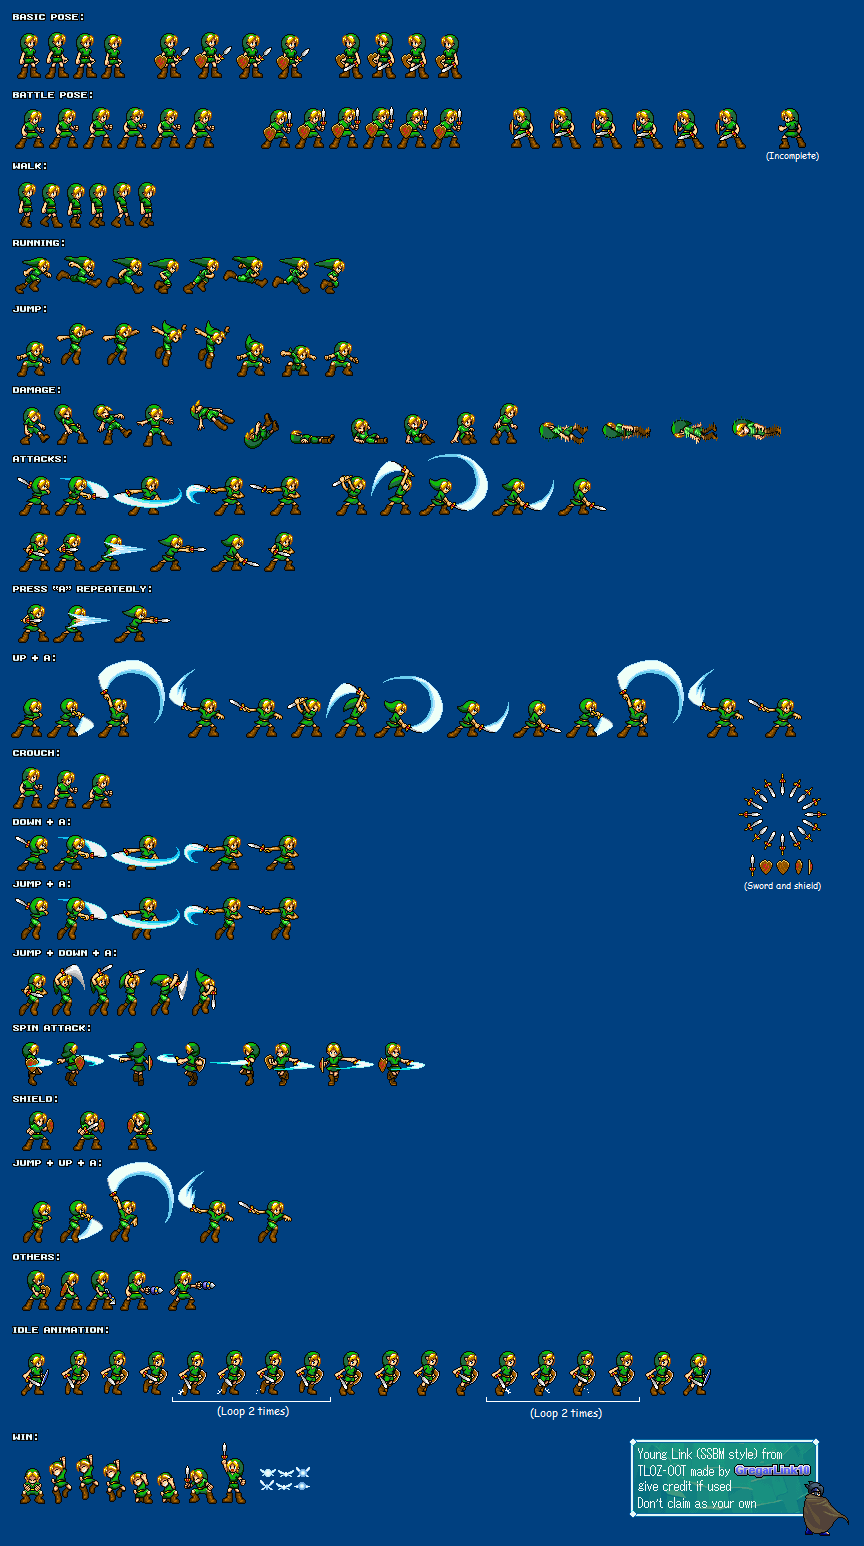 BASIC POSE:
BATTLE POSE:
(Incomplete)
WALK:
RUNNING:
JUMP:
DAMAGE:
ATTACKS:
PRESS "A" REPEATEDLY:
UP + A:
CROUCH:
DOWN + A:
JUMP + A:
(Sword and shield)
JUMP + DOWN + A:
SPIN ATTACK:
SHIELD:
JUMP + UP + A:
OTHERS:
IDLE ANIMATION:
(Loop 2 times)
(Loop 2 times)
WIN:
Young Link (SSBM style) from
TLOZ-OOT made by GregarLink10
give credit if used
Don't claim as your own